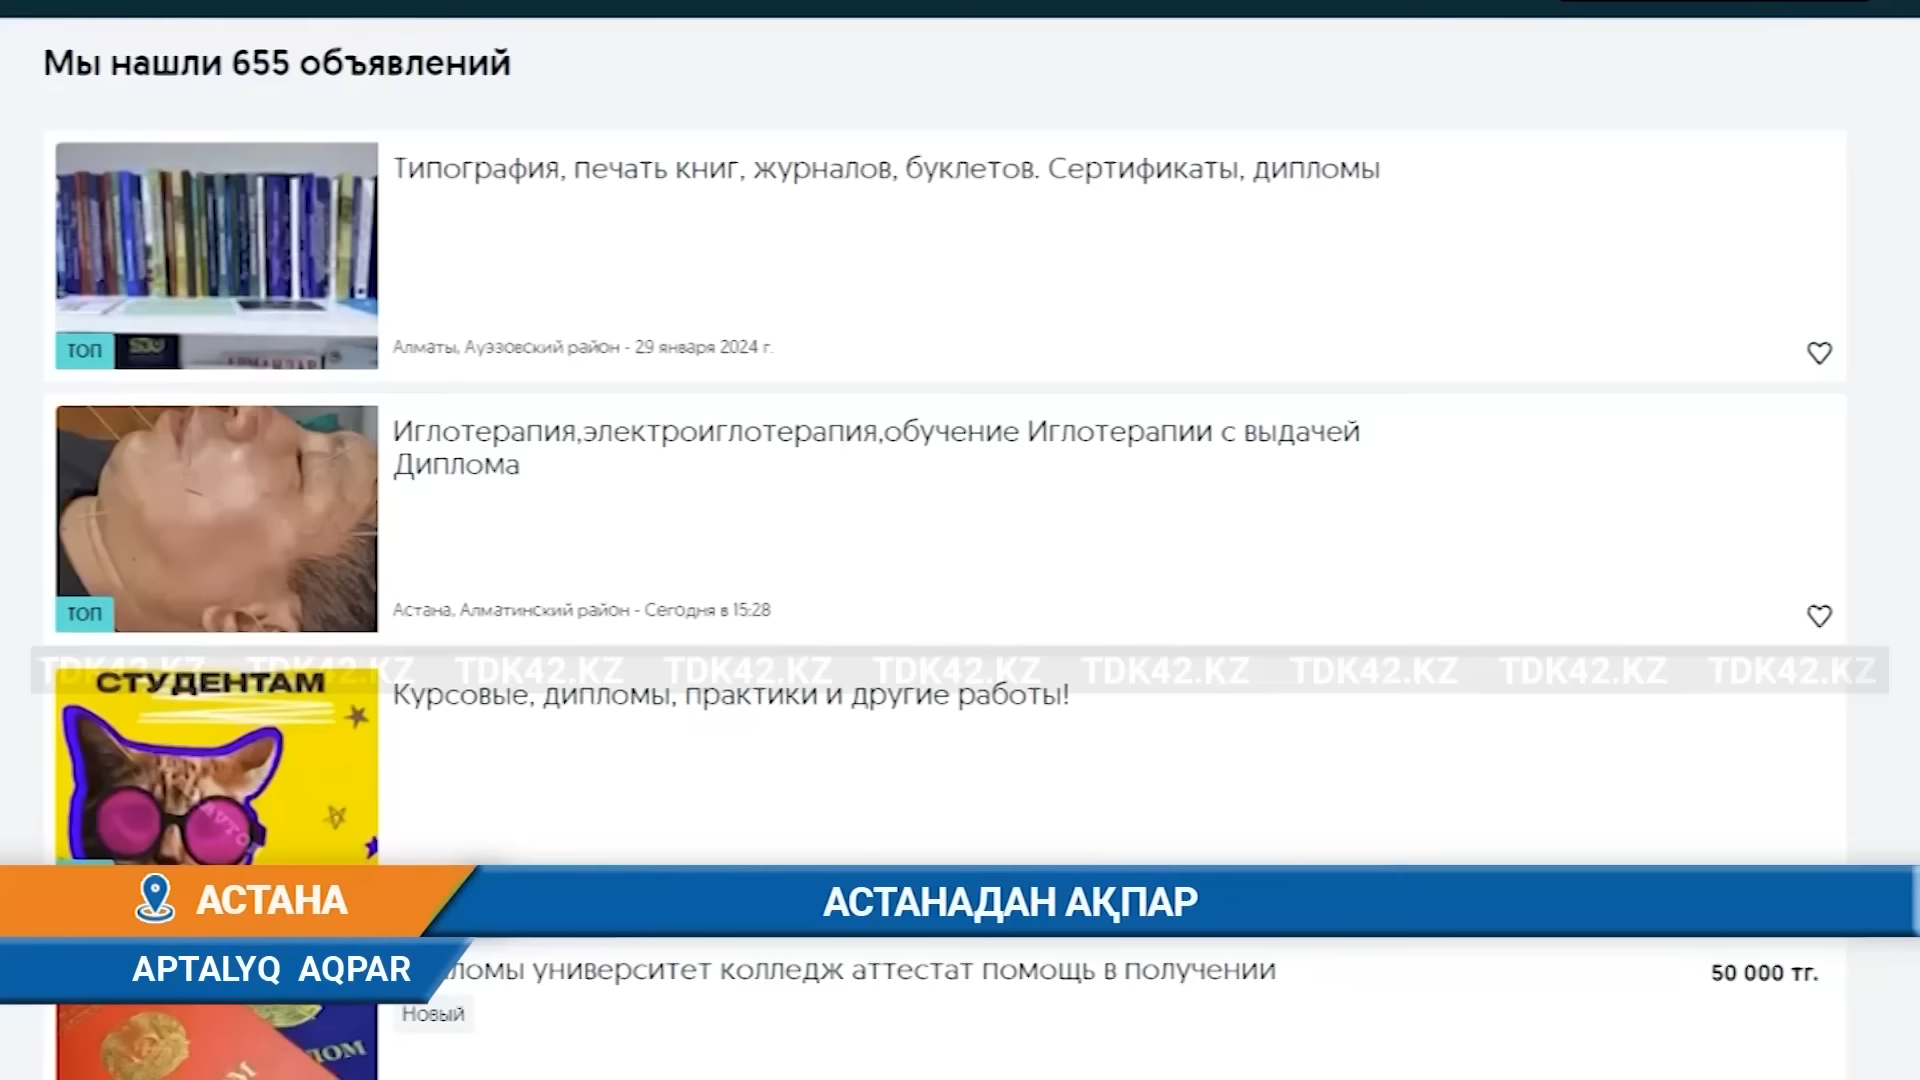 Мы нашли 655 объявлений
Типография, печать книг, журналов, буклетов. Сертификаты, дипломы
ТОП
Алматы, Ауэзовский район - 29 января 2024 г.
Иглотерапия,электроиглотерапия,обучение Иглотерапии с выдачей
Диплома
ТОП
Астана, Алматинский район - Сегодня в 15:28
TDK42.KZ TDK42.KZ TDK42.KZ TDK42.KZ TDK42.KZ TDK42.KZ TDK42.KZ TDK42.KZ TDK42.KZ
СТУДЕНТАМ
Курсовые, дипломы, практики и другие работы!
АСТАНА
АСТАНАДАН АҚПАР
APTALYQ AQPAR
университет колледж аттестат помощь в получении
50 000 тг.
Новый